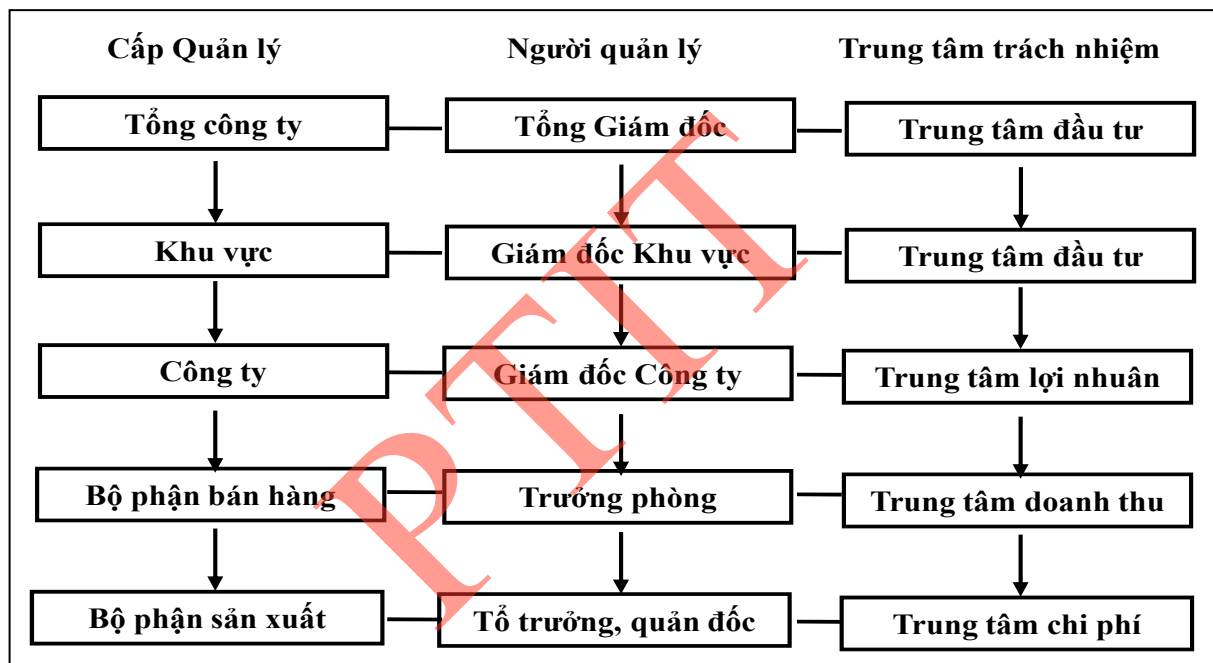 Cấp Quản lý Người quản lý Trung tâm trách nhiệm
Tổng công ty Tổng Giám đốc Trung tâm đầu tư
Khu vực Giám đốc Khu vực Trung tâm đầu tư
Công ty Giám đốc Công ty Trung tâm lợi nhuân
Bộ phận bán hàng Trưởng phòng Trung tâm doanh thu
Bộ phận sản xuất Tổ trưởng, quản đốc Trung tâm chi phí
PTIT